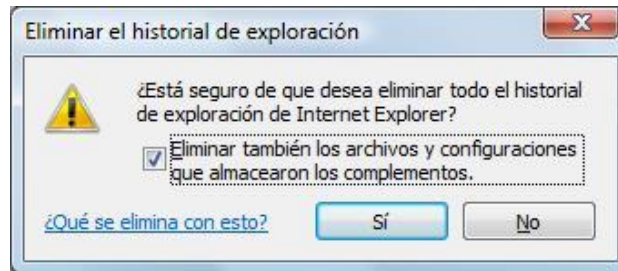 Eliminar el historial de exploración
¿Está seguro de que desea eliminar todo el historial
de exploración de Internet Explorer?
Eliminar también los archivos y configuraciones
que almacearon los complementos.
¿Qué se elimina con esto?
Sí
No